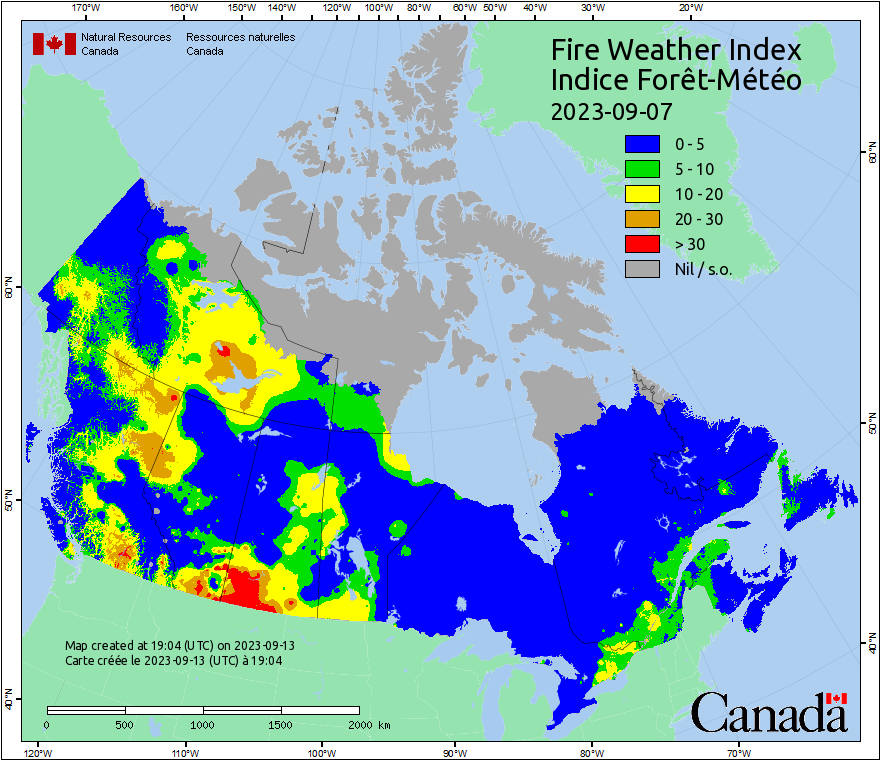 170°W 160°W 150°W 140°W 120°W 100°W 80°W 60°W 50°W 40°W 30°W 20°W
Natural Resources Ressources naturelles
Canada Canada
Fire Weather Index
Indice Forêt-Météo
2023-09-07
0 - 5
5 - 10
10 - 20
20 - 30
> 30
Nil / s.o.
60°N
50°N
40°N
60°N
50°N
40°N
Map created at 19:04 (UTC) on 2023-09-13
Carte créée le 2023-09-13 (UTC) à 19:04
0 500 1000 1500 2000 km
Canada
120°W 110°W 100°W 90°W 80°W 70°W